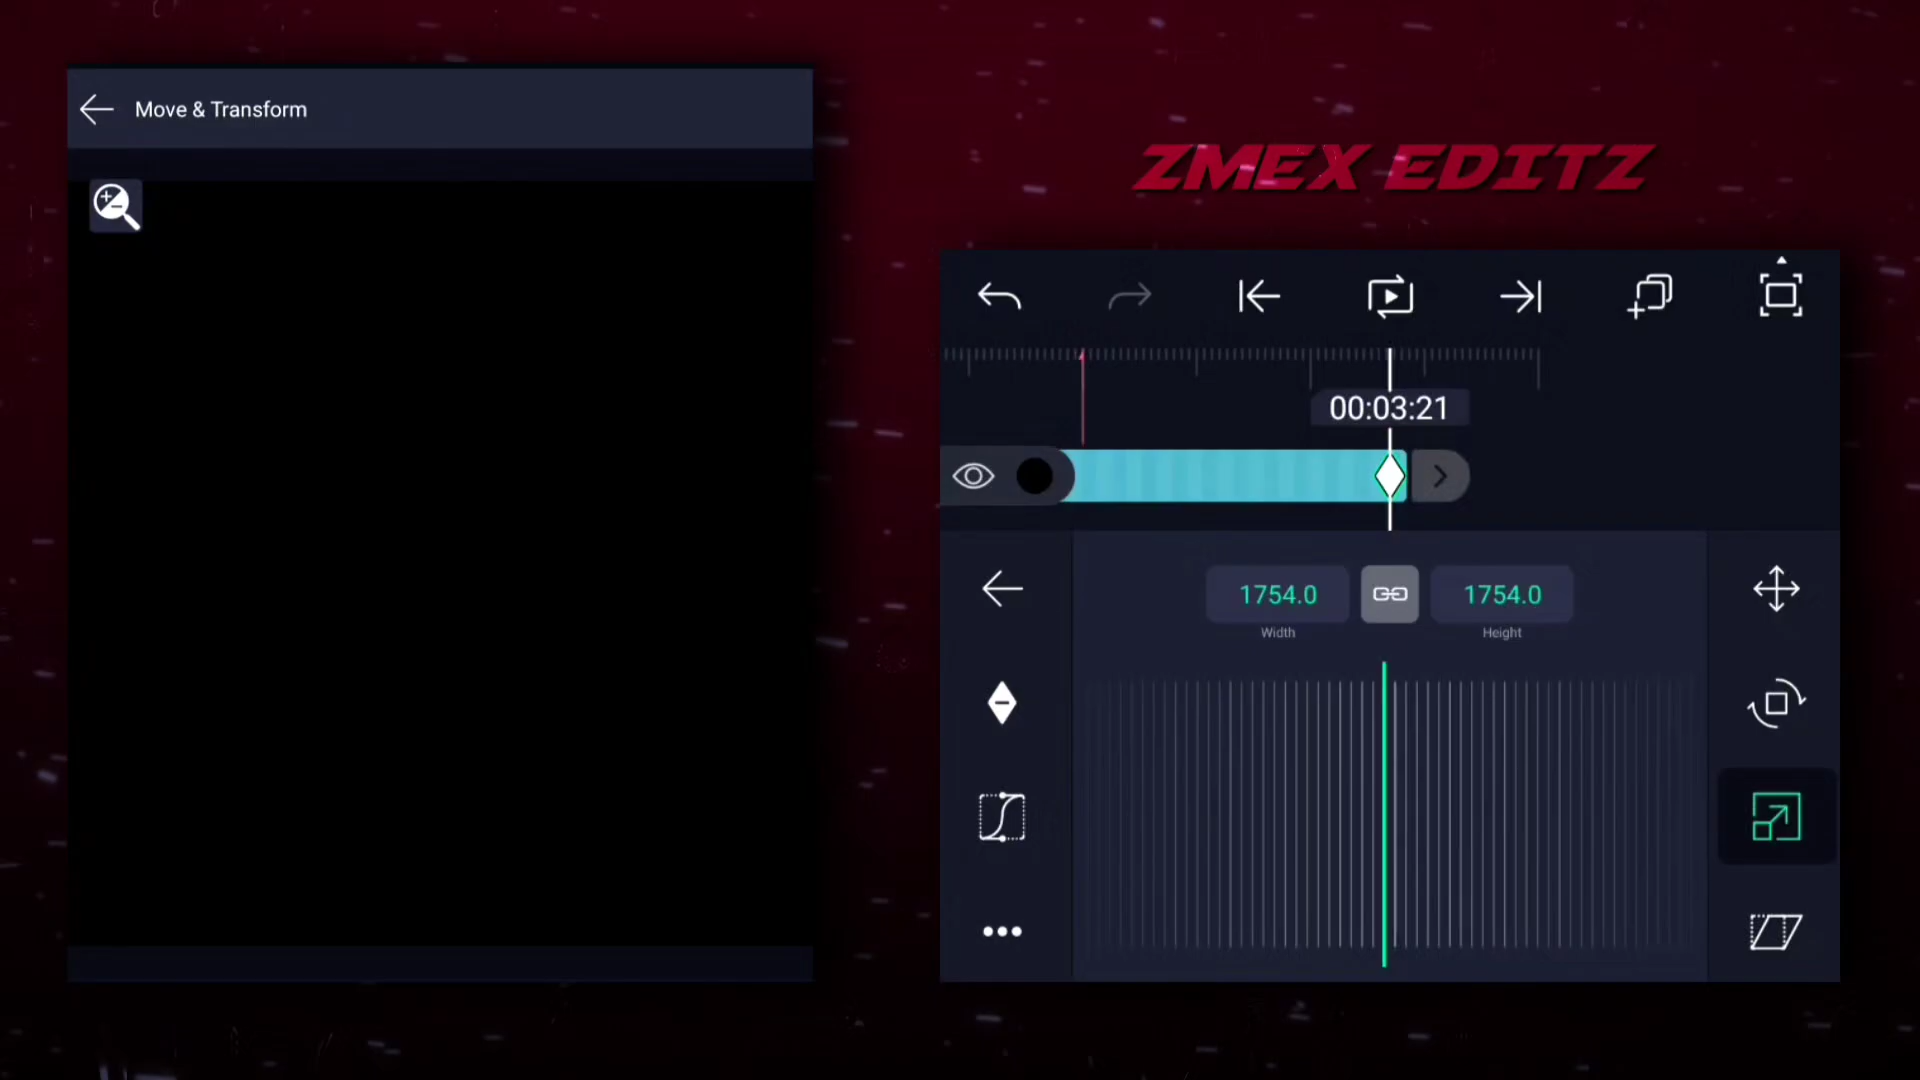 Move & Transform
ZMEX EDITZ
00:03:21
1754.0 1754.0
Width Height